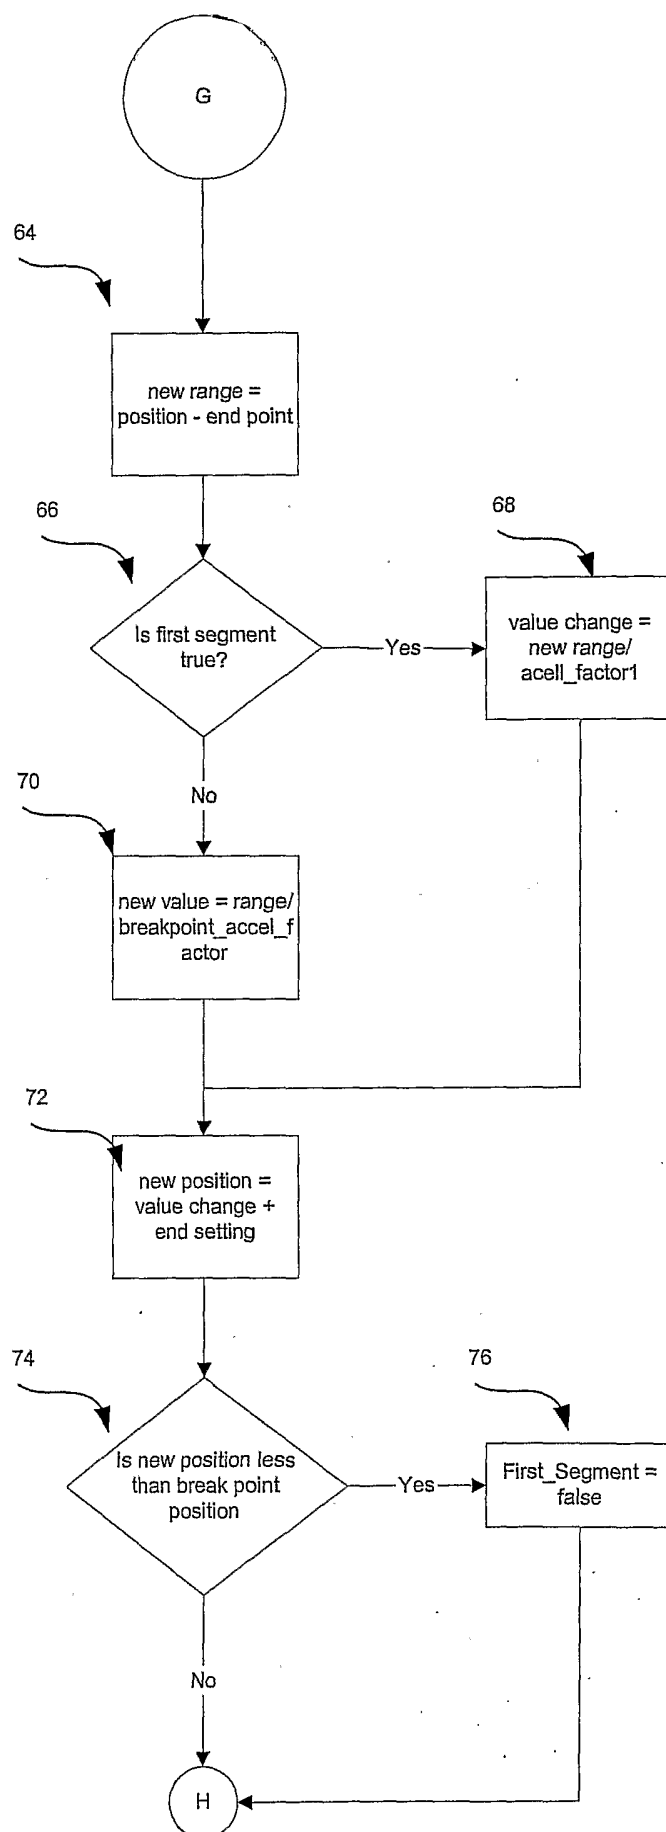 G
64
new range =
position - end point
66
68
Is first segment
true?
Yes
value change =
new range/
acell_factor1
No
70
new value = range/
breakpoint_accel_f
actor
72
new position =
value change +
end setting
74
76
Is new position less
than break point
position
Yes
First_Segment =
false
No
H